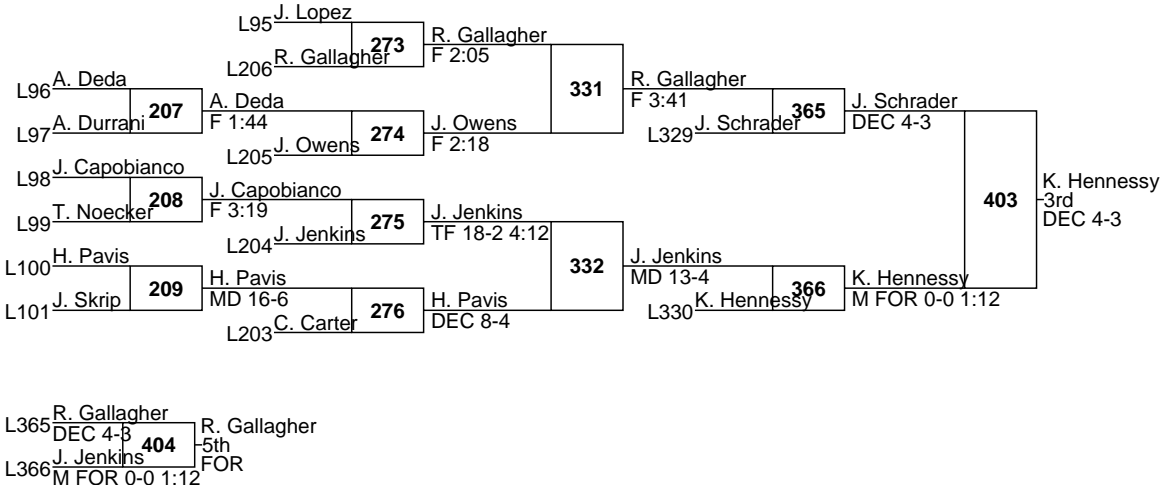 L95 J. Lopez
273
R. Gallagher
F 2:05
L206 R. Gallagher
L96 A. Deda
207
A. Deda
F 1:44
L97 A. Durrani
274
J. Owens
F 2:18
L205 J. Owens
331
R. Gallagher
F 3:41
365
J. Schrader
DEC 4-3
L329 J. Schrader
L98 J. Capobianco
208
J. Capobianco
F 3:19
L99 T. Noecker
275
J. Jenkins
TF 18-2 4:12
L204 J. Jenkins
403
K. Hennessy
3rd
DEC 4-3
L100 H. Pavis
209
H. Pavis
MD 16-6
L101 J. Skrip
276
H. Pavis
DEC 8-4
L203 C. Carter
332
J. Jenkins
MD 13-4
366
K. Hennessy
M FOR 0-0 1:12
L330 K. Hennessy
L365 R. Gallagher
DEC 4-3
404
R. Gallagher
5th
FOR
L366 J. Jenkins
M FOR 0-0 1:12